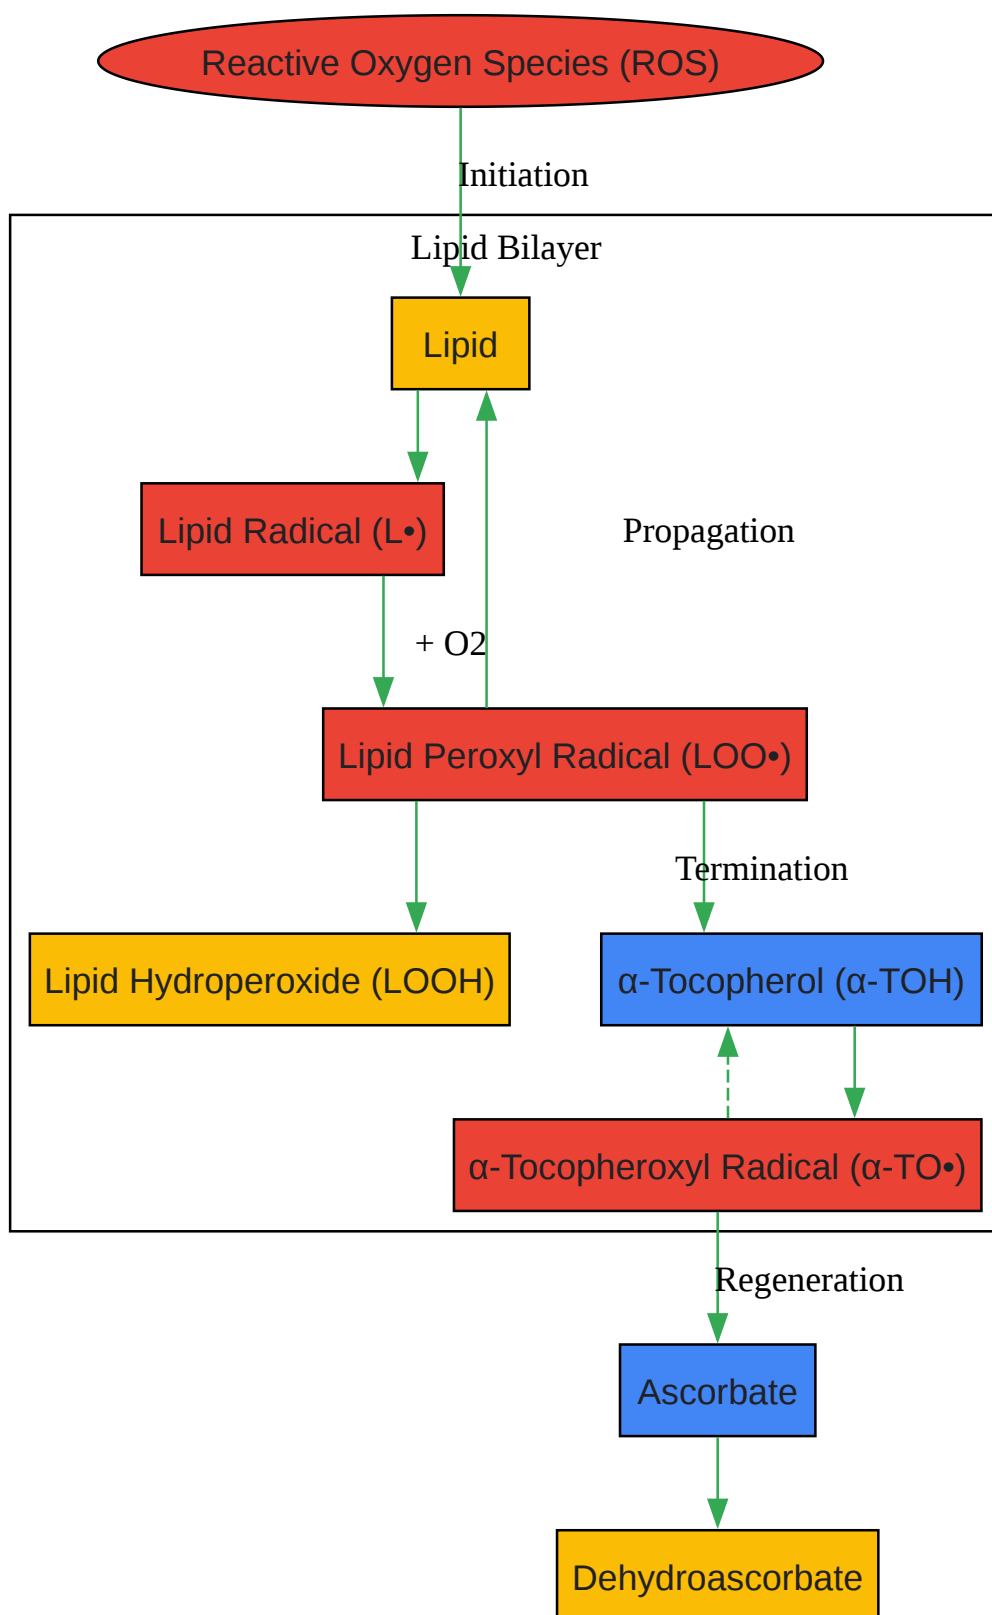 Reactive Oxygen Species (ROS)
Initiation
Lipid Bilayer
Lipid
Lipid Radical (L•)
Propagation
+ O2
Lipid Peroxyl Radical (LOO•)
Termination
Lipid Hydroperoxide (LOOH)
α-Tocopherol (α-TOH)
α-Tocopheroxyl Radical (α-TO•)
Regeneration
Ascorbate
Dehydroascorbate